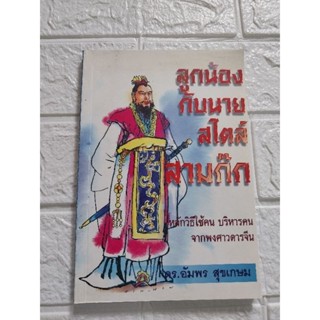 ลูกน้อง
กับนาย
สไตล์
สามก๊ก
หลักวิธีใช้คน บริหารคน
จากพงศาวดารจีน
ดร.อัมพร สุขเกษม